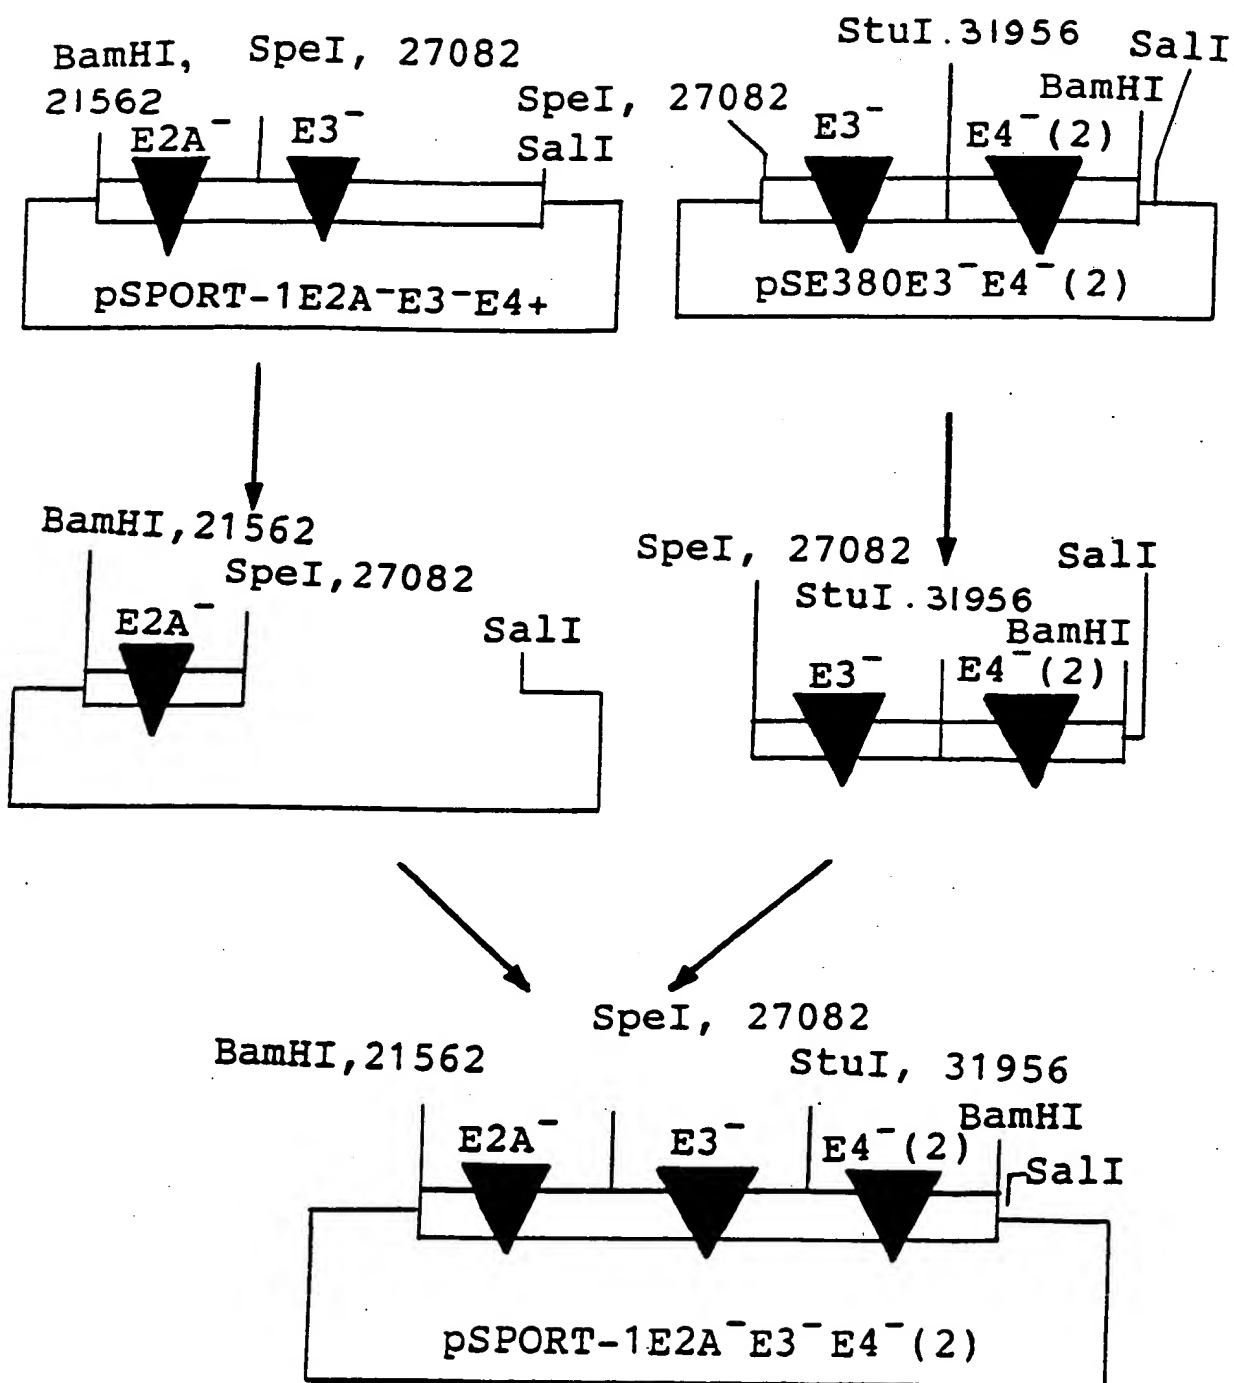 BamHI,
21562
SpeI, 27082
E2A⁻
E3⁻
SpeI,
SalI
pSPORT-1E2A⁻E3⁻E4+
StuI.31956
SalI
SpeI, 27082
BamHI
E3⁻
E4⁻(2)
pSE380E3⁻E4⁻(2)
BamHI,21562
SpeI,27082
E2A⁻
SalI
SpeI, 27082
SalI
StuI.31956
BamHI
E3⁻
E4⁻(2)
SpeI, 27082
BamHI,21562
StuI, 31956
BamHI
E2A⁻
E3⁻
E4⁻(2)
SalI
pSPORT-1E2A⁻E3⁻E4⁻(2)